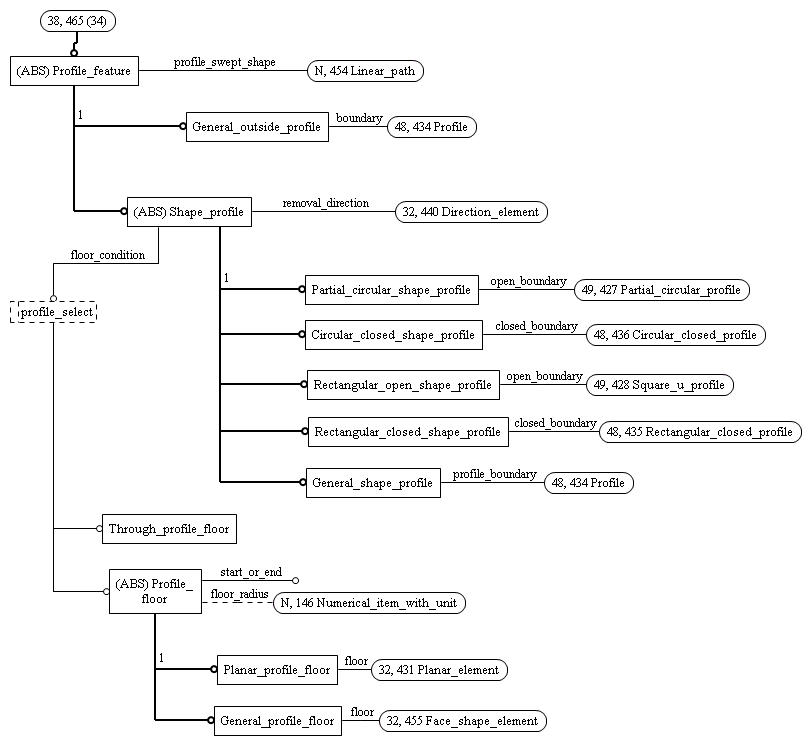 38, 465 (34)
(ABS) Profile_feature
profile_swept_shape
N, 454 Linear_path
1
General_outside_profile
boundary
48, 434 Profile
(ABS) Shape_profile
removal_direction
32, 440 Direction_element
floor_condition
1
Partial_circular_shape_profile
open_boundary
49, 427 Partial_circular_profile
profile_select
Circular_closed_shape_profile
closed_boundary
48, 436 Circular_closed_profile
Rectangular_open_shape_profile
open_boundary
49, 428 Square_u_profile
Rectangular_closed_shape_profile
closed_boundary
48, 435 Rectangular_closed_profile
General_shape_profile
profile_boundary
48, 434 Profile
Through_profile_floor
(ABS) Profile_
floor
start_or_end
floor_radius
N, 146 Numerical_item_with_unit
1
Planar_profile_floor
floor
32, 431 Planar_element
General_profile_floor
floor
32, 455 Face_shape_element